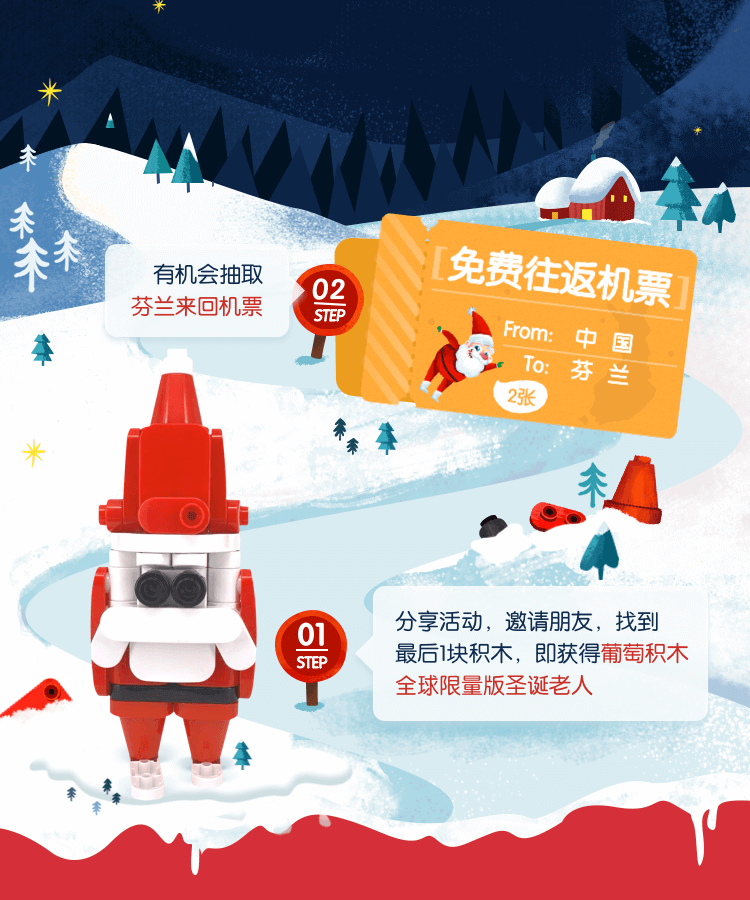 有机会抽取
芬兰来回机票
02
STEP
[免费往返机票]
From: 中 国
To: 芬 兰
2张
01
STEP
分享活动，邀请朋友，找到
最后1块积木，即获得葡萄积木
全球限量版圣诞老人